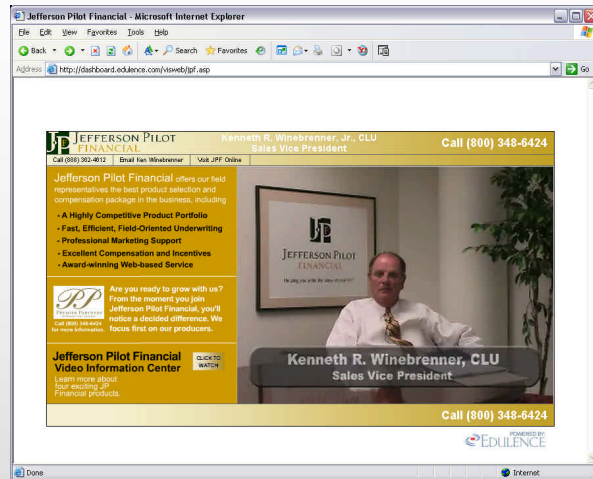 Jefferson Pilot Financial - Microsoft Internet Explorer
File Edit View Favorites Tools Help
Back Search Favorites
Address http://dashboard.edulence.com/visweb/jpf.asp Go
JP JEFFERSON PILOT
FINANCIAL
Kenneth R. Winebrenner, Jr., CLU
Sales Vice President
Call (800) 348-6424
Call (888) 302-4612 Email Ken Winebrenner Visit JPF Online
Jefferson Pilot Financial offers our field
representatives the best product selection and
compensation package in the business, including
- A Highly Competitive Product Portfolio
- Fast, Efficient, Field-Oriented Underwriting
- Professional Marketing Support
- Excellent Compensation and Incentives
- Award-winning Web-based Service
PP
PREMIER PARTNERS
Call (800) 348-6424
for more information.
Are you ready to grow with us?
From the moment you join
Jefferson Pilot Financial, you'll
notice a decided difference. We
focus first on our producers.
Jefferson Pilot Financial
Video Information Center
CLICK TO
WATCH
Learn more about
four exciting JP
Financial products.
JP
JEFFERSON PILOT
FINANCIAL
Kenneth R. Winebrenner, CLU
Sales Vice President
Call (800) 348-6424
POWERED BY
EDULENCE
Done Internet